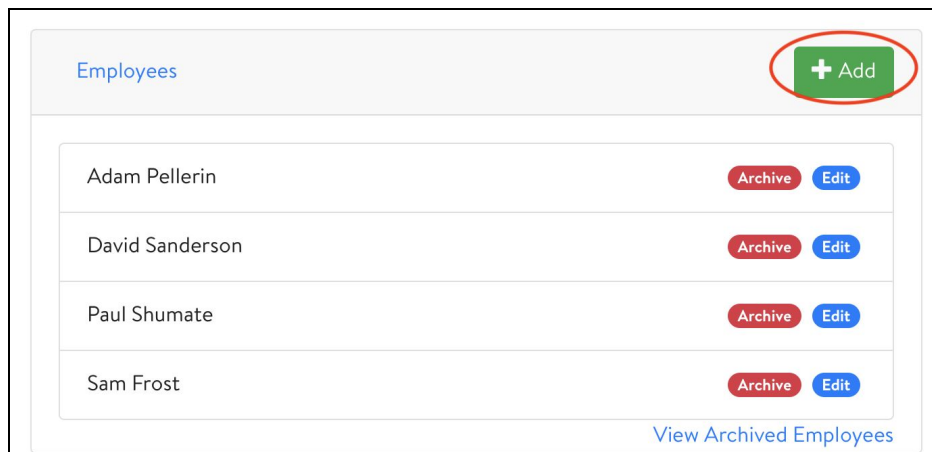 Employees + Add
Adam Pellerin Archive Edit
David Sanderson Archive Edit
Paul Shumate Archive Edit
Sam Frost Archive Edit
View Archived Employees